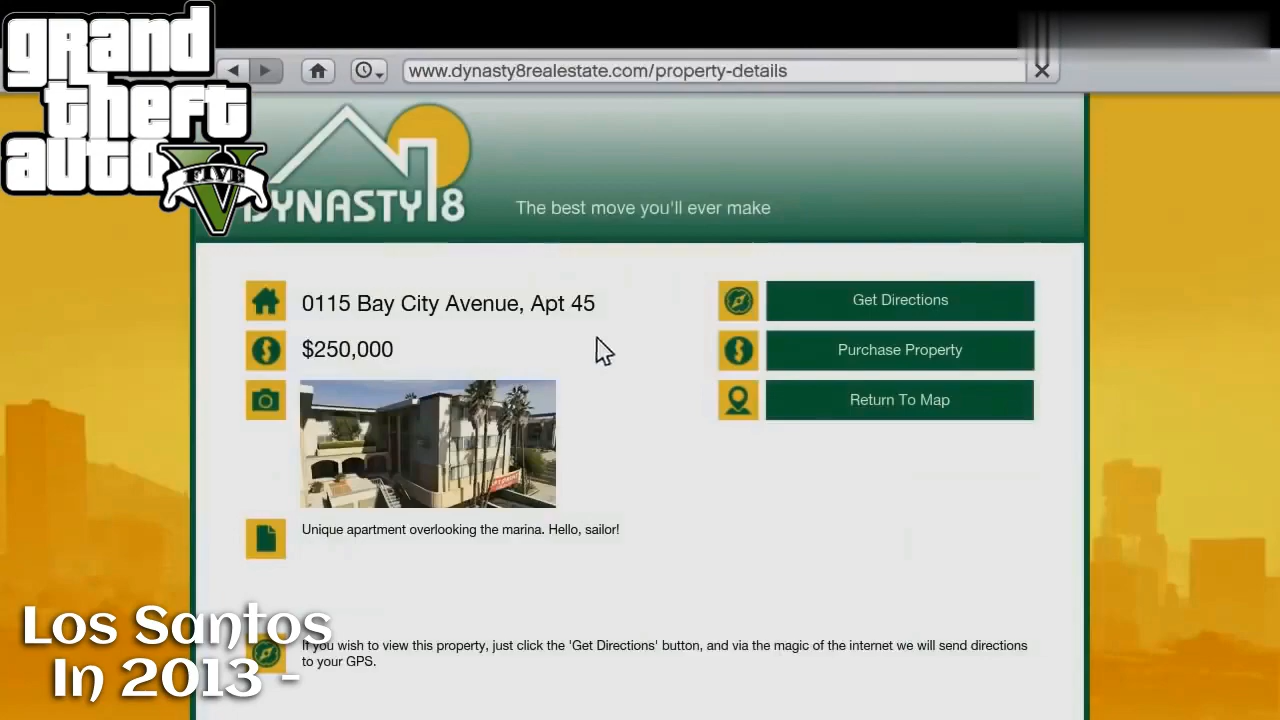 grand
theft
auto
FIVE
www.dynasty8realestate.com/property-details
DYNASTY 8
The best move you'll ever make
0115 Bay City Avenue, Apt 45
$250,000
Get Directions
Purchase Property
Return To Map
Unique apartment overlooking the marina. Hello, sailor!
If you wish to view this property, just click the 'Get Directions' button, and via the magic of the internet we will send directions
to your GPS.
Los Santos
In 2013 -